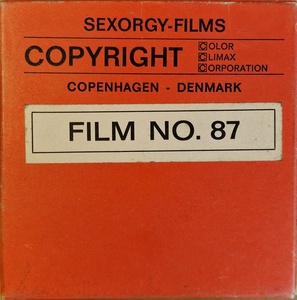 SEXORGY-FILMS
COPYRIGHT
COLOR
CLIMAX
CORPORATION
COPENHAGEN - DENMARK
FILM NO. 87